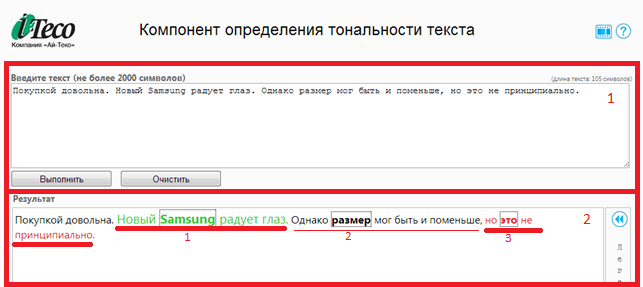 i-Teco
Компания «Ай-Теко»
Компонент определения тональности текста
Введите текст (не более 2000 символов)
(длина текста: 105 символов)
Покупкой довольна. Новый Samsung радует глаз. Однако размер мог быть и поменьше, но это не принципиально.
1
Выполнить Очистить
Результат
Покупкой довольна. Новый Samsung радует глаз. Однако размер мог быть и поменьше, но это не
принципиально.
1 2 3
2
П
е
р